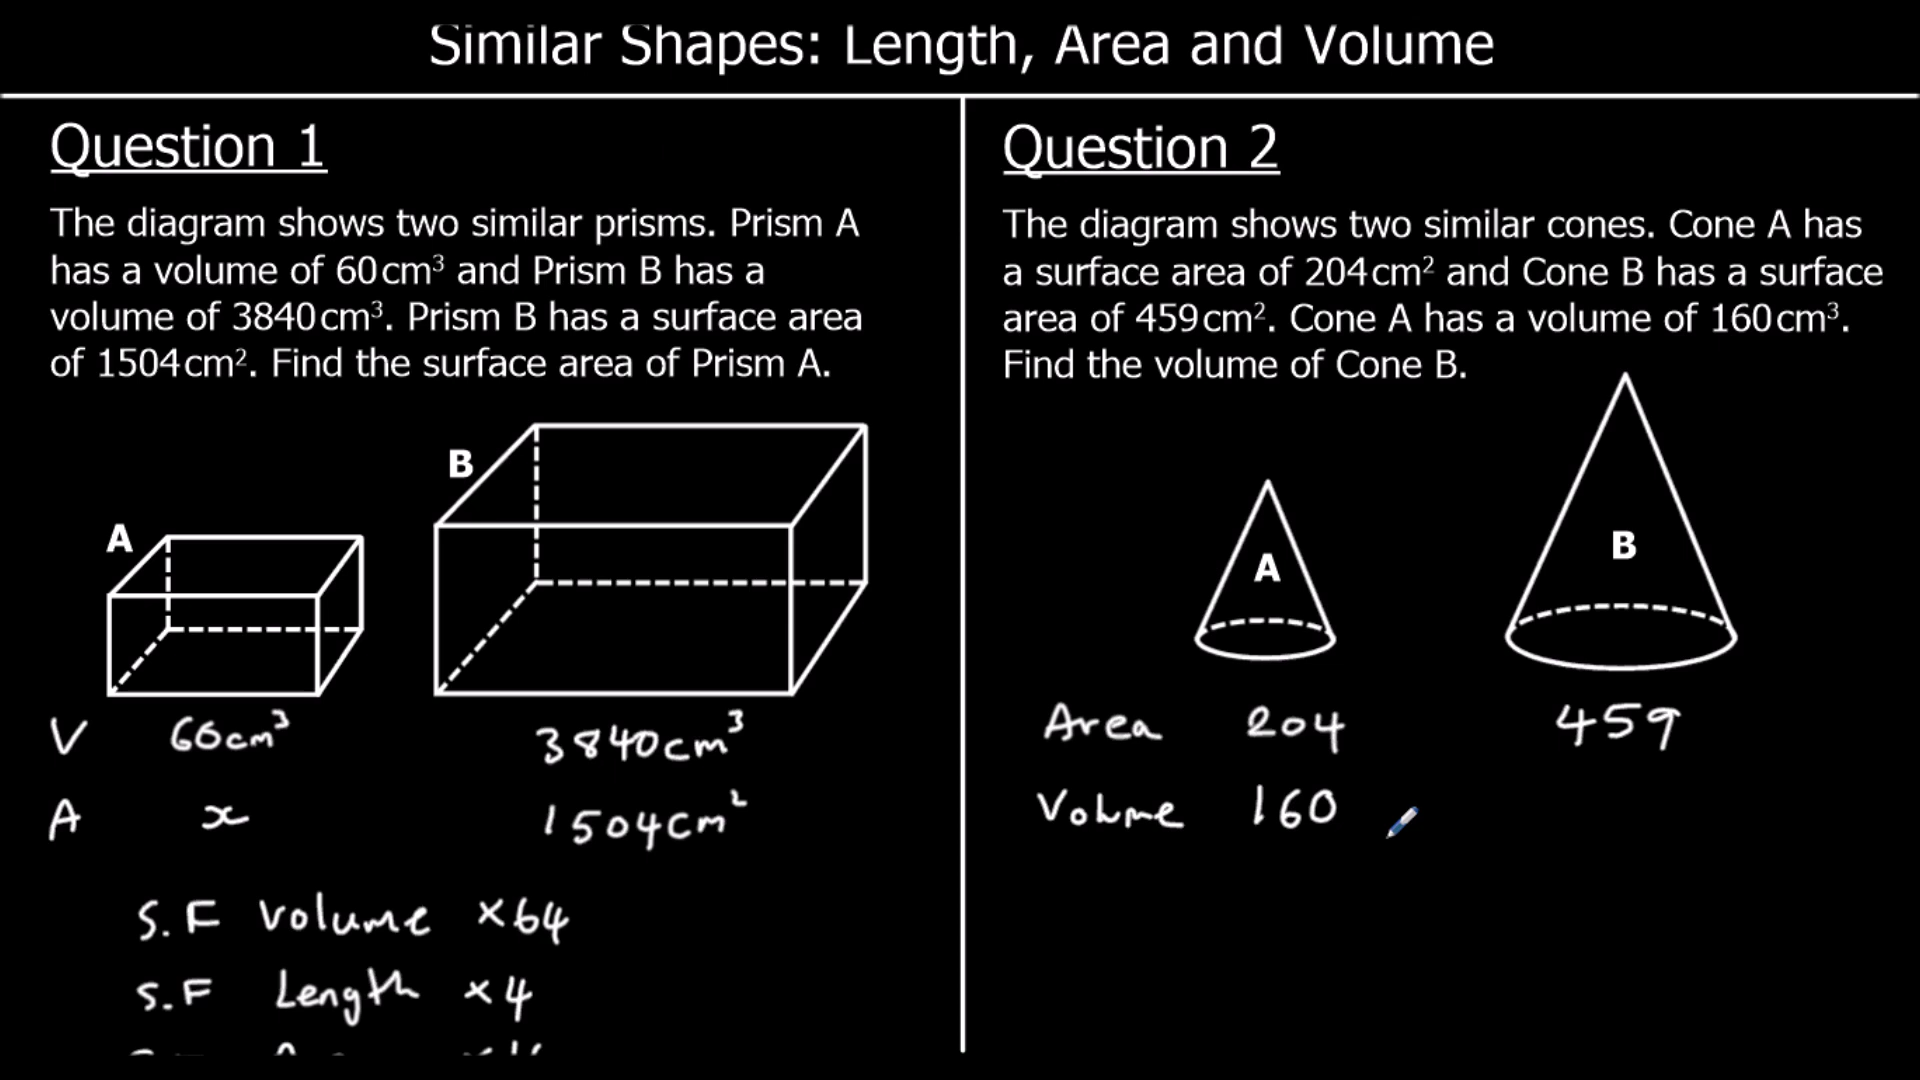 Similar Shapes: Length, Area and Volume
Question 1
The diagram shows two similar prisms. Prism A
has a volume of 60cm³ and Prism B has a
volume of 3840cm³. Prism B has a surface area
of 1504cm². Find the surface area of Prism A.
A
B
V 60cm³ 3840cm³
A x 1504cm²
S.F Volume ×64
S.F Length ×4
Question 2
The diagram shows two similar cones. Cone A has
a surface area of 204cm² and Cone B has a surface
area of 459cm². Cone A has a volume of 160cm³.
Find the volume of Cone B.
A
B
Area 204 459
Volume 160